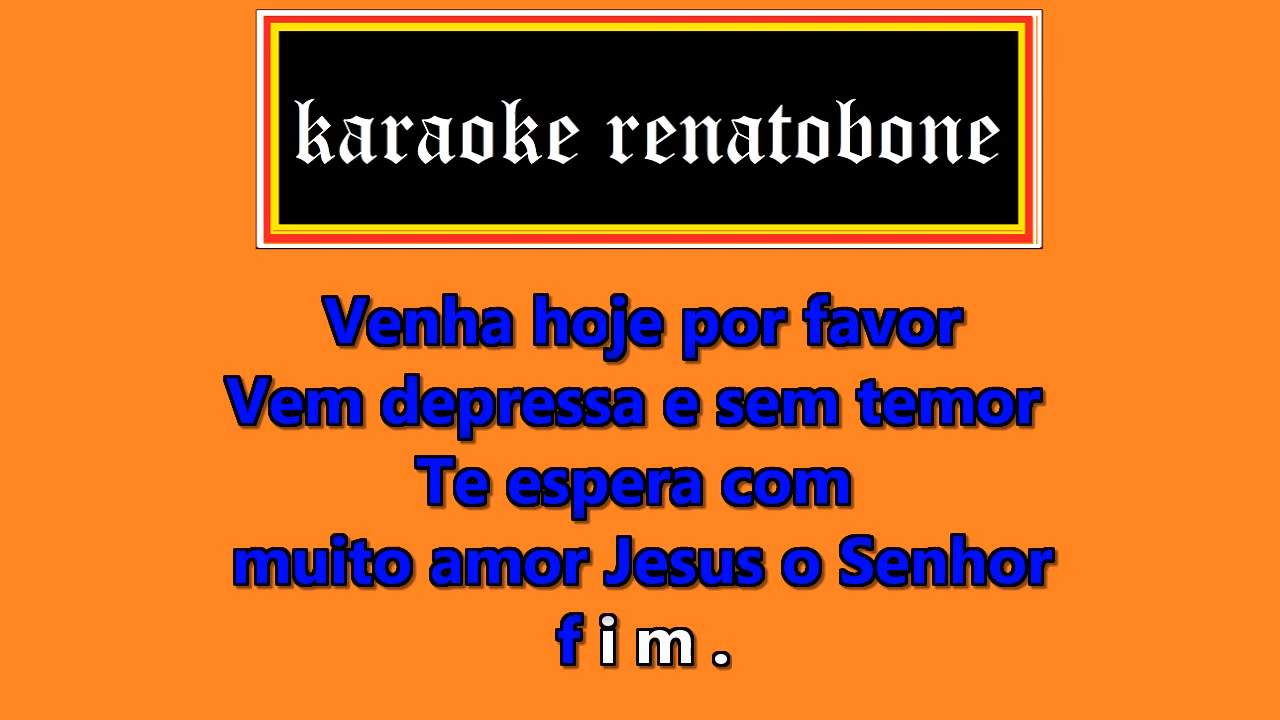 karaoke renatobone
Venha hoje por favor
Vem depressa e sem temor
Te espera com
muito amor Jesus o Senhor
f i m .